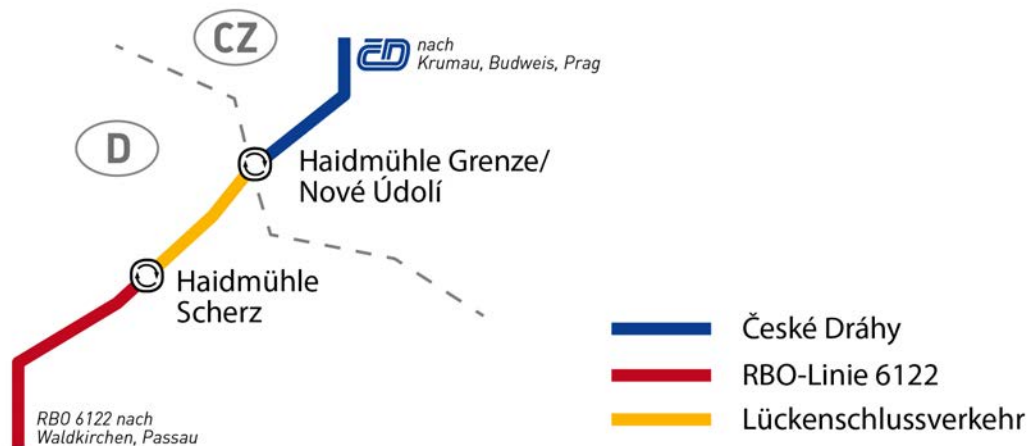 CZ
ČD
nach
Krumau, Budweis, Prag
D
Haidmühle Grenze/
Nové Údolí
Haidmühle
Scherz
České Dráhy
RBO-Linie 6122
RBO 6122 nach
Waldkirchen, Passau
Lückenschlussverkehr